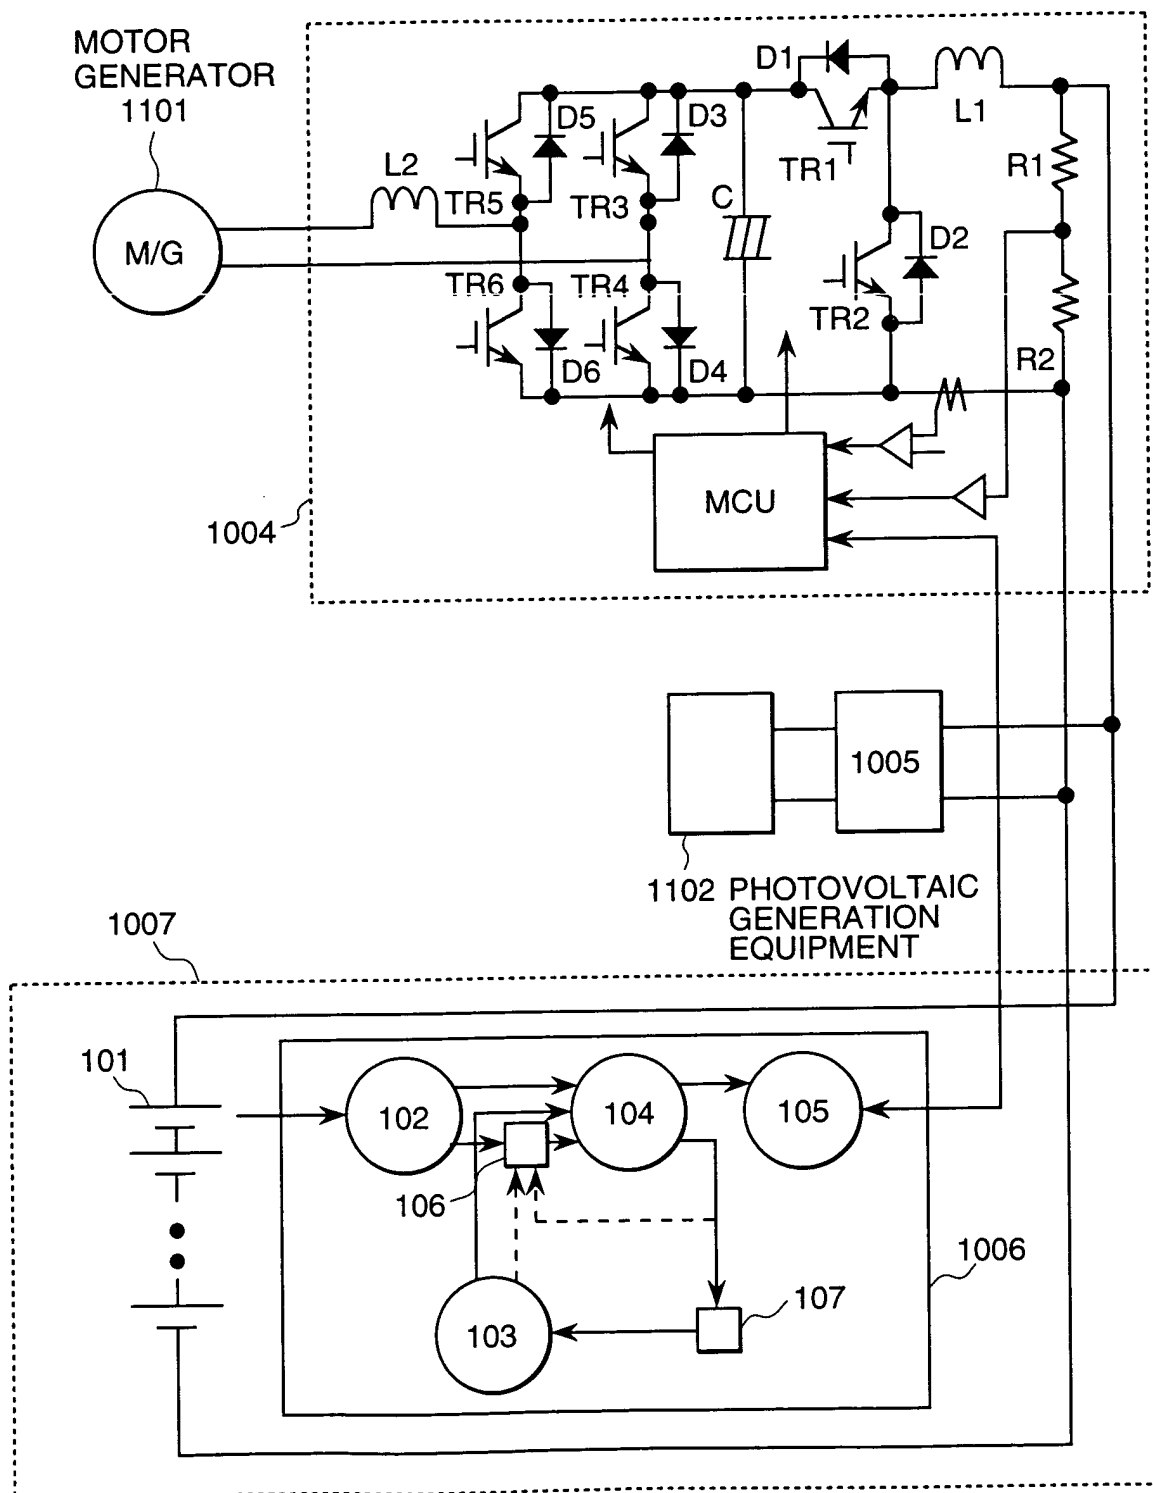 MOTOR
GENERATOR
1101
M/G
L2
D5
D3
D1
TR5
TR3
C
TR1
L1
R1
D2
TR6
TR4
TR2
R2
D6
D4
MCU
1004
1005
1102 PHOTOVOLTAIC
GENERATION
EQUIPMENT
1007
101
102
104
105
106
1006
107
103